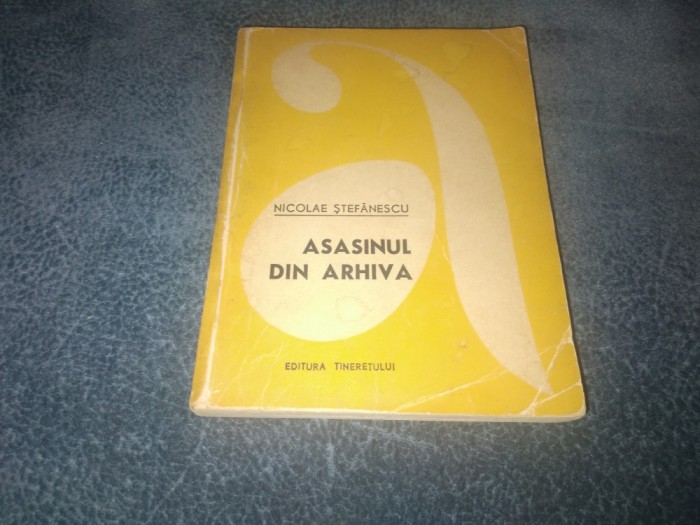 NICOLAE ŞTEFĂNESCU
ASASINUL
DIN ARHIVA
EDITURA TINERETULUI